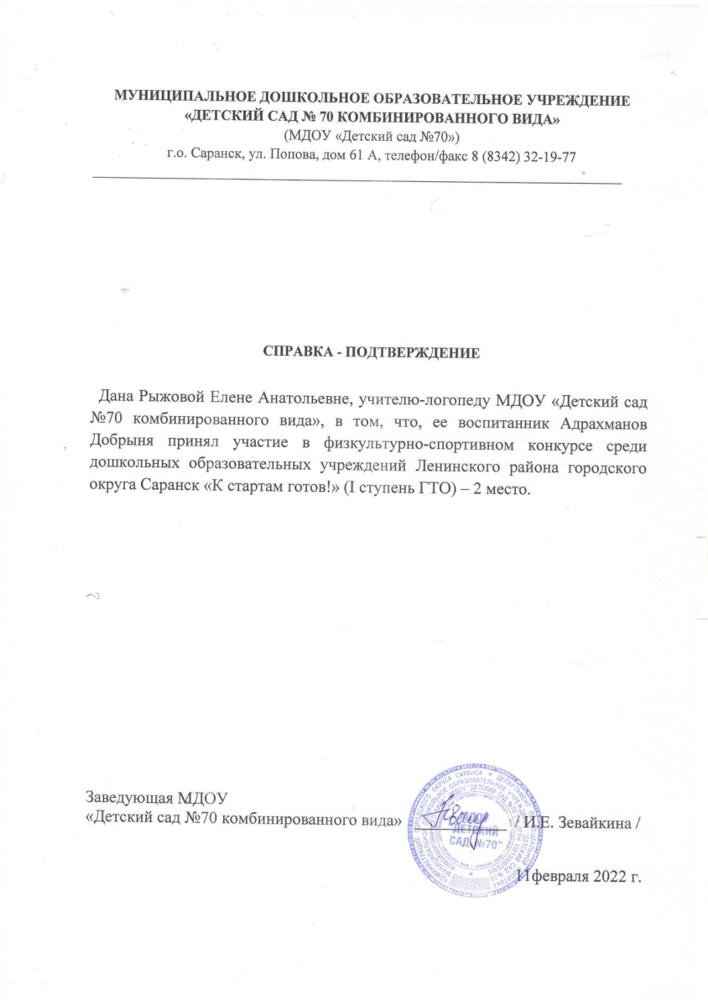 МУНИЦИПАЛЬНОЕ ДОШКОЛЬНОЕ ОБРАЗОВАТЕЛЬНОЕ УЧРЕЖДЕНИЕ
«ДЕТСКИЙ САД № 70 КОМБИНИРОВАННОГО ВИДА»
(МДОУ «Детский сад №70»)
г.о. Саранск, ул. Попова, дом 61 А, телефон/факс 8 (8342) 32-19-77
СПРАВКА - ПОДТВЕРЖДЕНИЕ
Дана Рыжовой Елене Анатольевне, учителю-логопеду МДОУ «Детский сад
№70 комбинированного вида», в том, что, ее воспитанник Адрахманов
Добрыня принял участие в физкультурно-спортивном конкурсе среди
дошкольных образовательных учреждений Ленинского района городского
округа Саранск «К стартам готов!» (I ступень ГТО) – 2 место.
Заведующая МДОУ
«Детский сад №70 комбинированного вида» / И.Е. Зевайкина /
ДЕТСКИЙ
САД №70"
11февраля 2022 г.